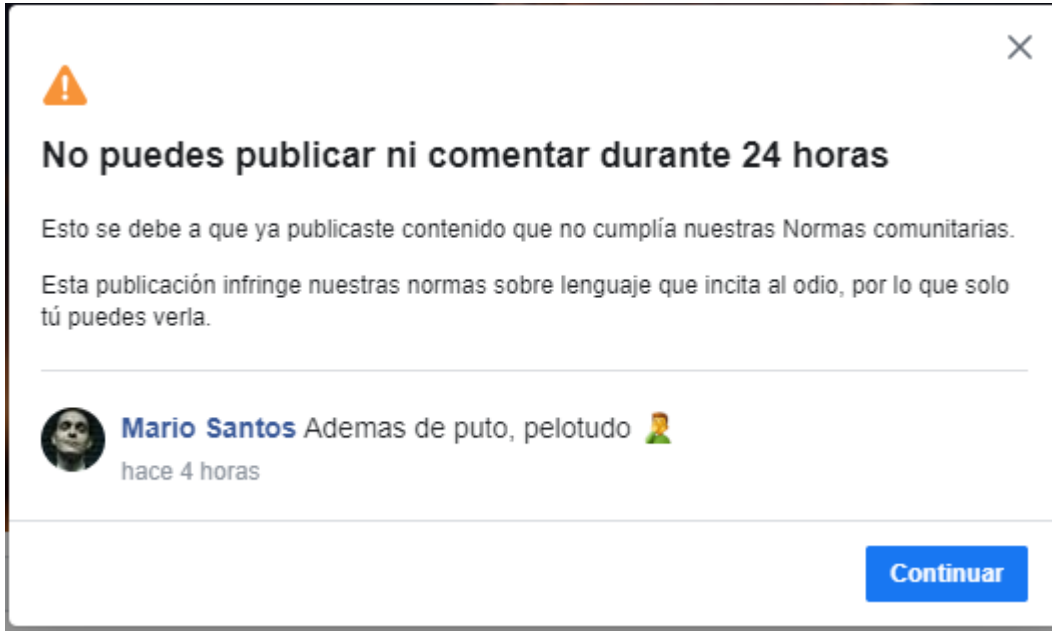 No puedes publicar ni comentar durante 24 horas
Esto se debe a que ya publicaste contenido que no cumplía nuestras Normas comunitarias.
Esta publicación infringe nuestras normas sobre lenguaje que incita al odio, por lo que solo
tú puedes verla.
Mario Santos Ademas de puto, pelotudo 🤦‍♂️
hace 4 horas
Continuar